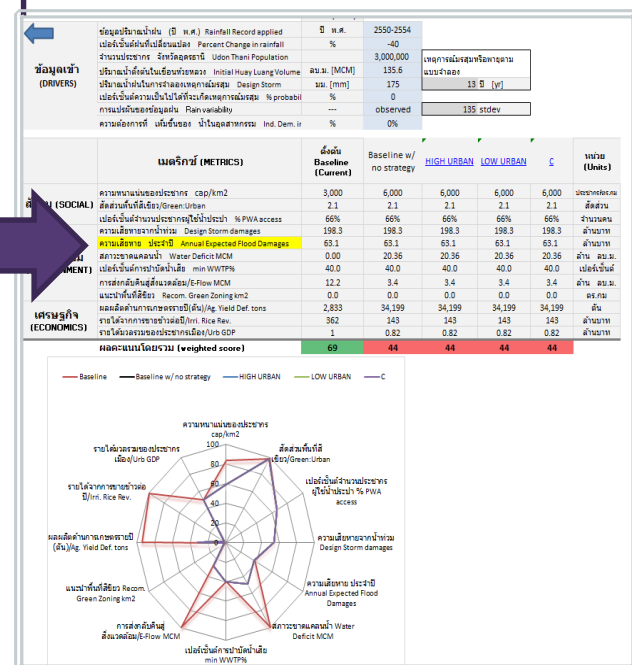 ข้อมูลเข้า
(DRIVERS)
ข้อมูลปริมาณน้ำฝน (ปี พ.ศ.) Rainfall Record applied ปี พ.ศ. 2550-2554
เปอร์เซ็นต์ฝนที่เปลี่ยนแปลง Percent Change in rainfall % -40
จำนวนประชากร จังหวัดอุดรธานี Udon Thani Population 3,000,000
ปริมาณน้ำตั้งต้นในเขื่อนห้วยหลวง Initial Huay Luang Volume ลบ.ม. [MCM] 135.6
เหตุการณ์มรสุมหรือพายุตาม
แบบจำลอง
ปริมาณน้ำฝนในการจำลองเหตุการณ์มรสุม Design Storm มม. [mm] 175 13 ปี [yr]
เปอร์เซ็นต์ความเป็นไปได้ที่จะเกิดเหตุการณ์มรสุม % probabil % 0
การแปรผันของข้อมูลฝน Rain variability --- observed 135 stdev
ความต้องการที่ เพิ่มขึ้นของ น้ำในอุตสาหกรรม Ind. Dem. ir % 0%
เมตริกซ์ (METRICS) ตั้งต้น Baseline (Current) Baseline w/ no strategy HIGH URBAN LOW URBAN C หน่วย (Units)
(SOCIAL)
ความหนาแน่นของประชากร cap/km2 3,000 6,000 6,000 6,000 6,000 ประชากร/ตร.กม
สัดส่วนพื้นที่สีเขียว/Green:Urban 2.1 2.1 2.1 2.1 2.1 สัดส่วน
เปอร์เซ็นต์จำนวนประชากรผู้ใช้น้ำประปา % PWA access 66% 66% 66% 66% 66% จำนวนคน
ความเสียหายจากน้ำท่วม Design Storm damages 198.3 198.3 198.3 198.3 198.3 ล้านบาท
ความเสียหาย ประจำปี Annual Expected Flood Damages 63.1 63.1 63.1 63.1 63.1 ล้านบาท
NMENT)
สภาวะขาดแคลนน้ำ Water Deficit MCM 0.00 20.36 20.36 20.36 20.36 ล้าน ลบ.ม.
เปอร์เซ็นต์การบำบัดน้ำเสีย min WWTP% 40.0 40.0 40.0 40.0 40.0 เปอร์เซ็นต์
การส่งกลับคืนสู่สิ่งแวดล้อม/E-Flow MCM 12.2 3.4 3.4 3.4 3.4 ล้าน ลบ.ม.
แนะนำพื้นที่สีเขียว Recom. Green Zoning km2 0.0 0.0 0.0 0.0 0.0 ตร.กม
เศรษฐกิจ
(ECONOMICS)
ผลผลิตด้านการเกษตรรายปี(ตัน)/Ag. Yield Def. tons 2,833 34,199 34,199 34,199 34,199 ตัน
รายได้จากการขายข้าวต่อปี/Irri. Rice Rev. 362 143 143 143 143 ล้านบาท
รายได้มวลรวมของประชากรเมือง/Urb GDP 1 0.82 0.82 0.82 0.82 ล้านบาท
ผลคะแนนโดยรวม (weighted score) 69 44 44 44 44
Baseline Baseline w/ no strategy HIGH URBAN LOW URBAN C
ความหนาแน่นของประชากร
cap/km2
สัดส่วนพื้นที่สี
เขียว/Green:Urban
เปอร์เซ็นต์จำนวนประชากร
ผู้ใช้น้ำประปา % PWA
access
ความเสียหายจากน้ำท่วม
Design Storm damages
ความเสียหาย ประจำปี
Annual Expected Flood
Damages
สภาวะขาดแคลนน้ำ Water
Deficit MCM
เปอร์เซ็นต์การบำบัดน้ำเสีย
min WWTP%
การส่งกลับคืนสู่
สิ่งแวดล้อม/E-Flow MCM
แนะนำพื้นที่สีเขียว Recom.
Green Zoning km2
ผลผลิตด้านการเกษตรรายปี
(ตัน)/Ag. Yield Def. tons
รายได้จากการขายข้าวต่อ
ปี/Irri. Rice Rev.
รายได้มวลรวมของประชากร
เมือง/Urb GDP
100
80
60
40
20
0